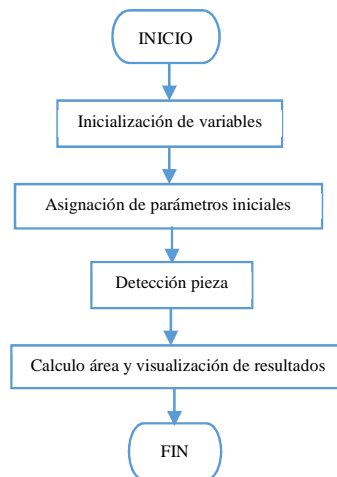 INICIO
Inicialización de variables
Asignación de parámetros iniciales
Detección pieza
Calculo área y visualización de resultados
FIN